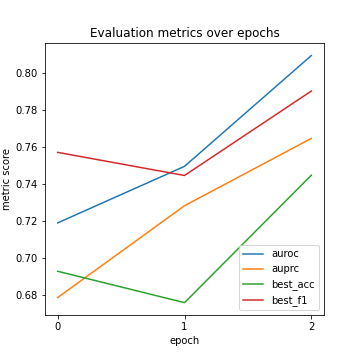 Evaluation metrics over epochs
metric score
0.80
0.78
0.76
0.74
0.72
0.70
0.68
auroc
auprc
best_acc
best_f1
0
1
2
epoch